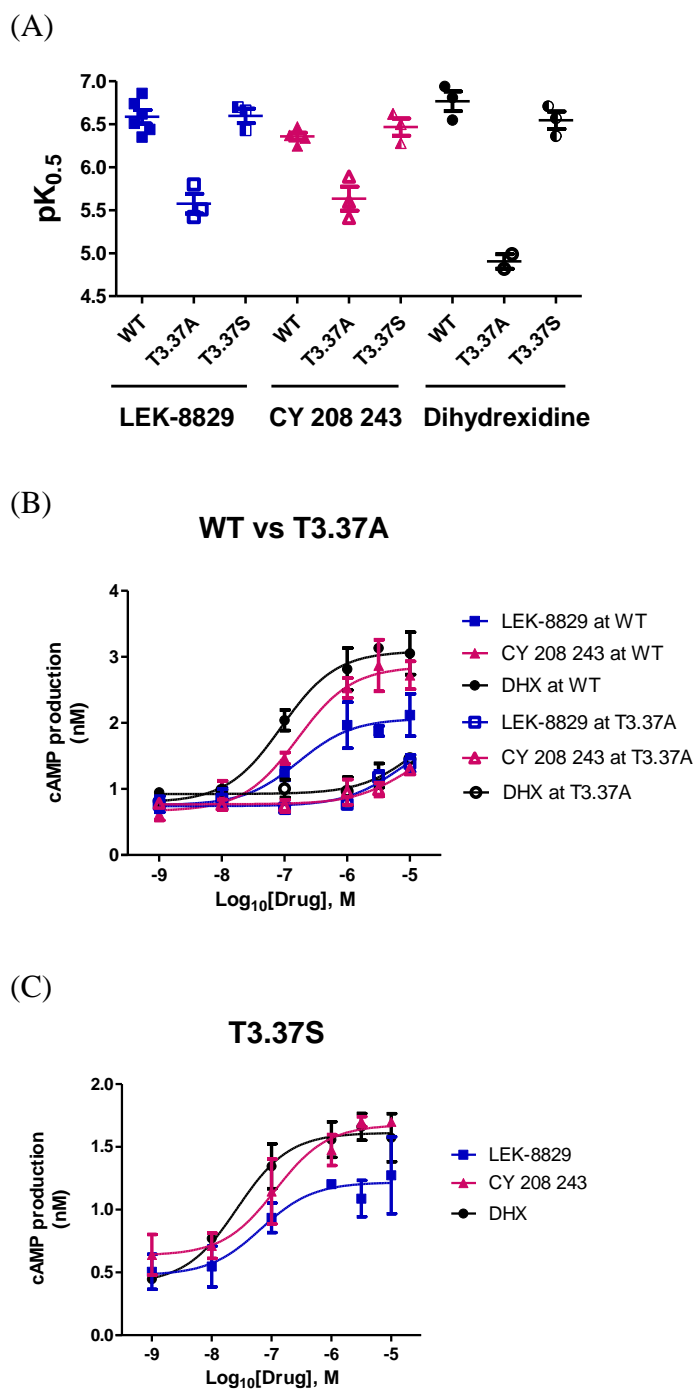 (A)
7.0
6.5
6.0
5.5
5.0
4.5
pK0.5
WT
T3.37A
T3.37S
WT
T3.37A
T3.37S
WT
T3.37A
T3.37S
LEK-8829
CY 208 243
Dihydrexidine
(B)
WT vs T3.37A
4
3
2
1
0
cAMP production
(nM)
-9
-8
-7
-6
-5
Log10[Drug], M
LEK-8829 at WT
CY 208 243 at WT
DHX at WT
LEK-8829 at T3.37A
CY 208 243 at T3.37A
DHX at T3.37A
(C)
T3.37S
2.0
1.5
1.0
0.5
0.0
cAMP production
(nM)
-9
-8
-7
-6
-5
Log10[Drug], M
LEK-8829
CY 208 243
DHX